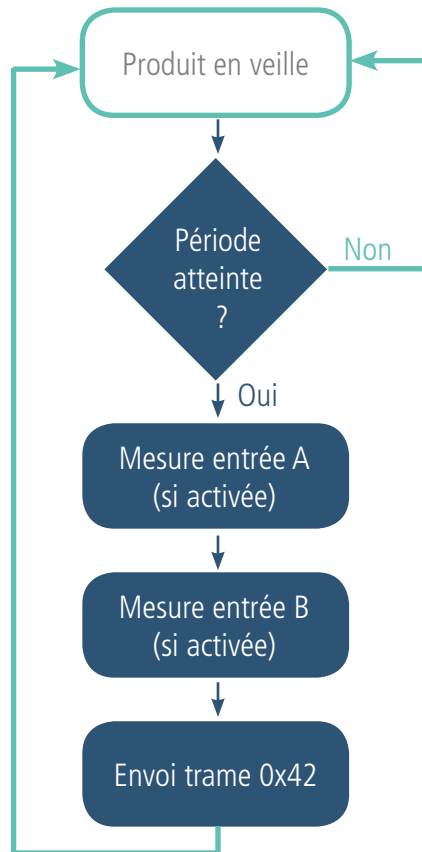 Produit en veille
Période
atteinte
?
Non
Oui
Mesure entrée A
(si activée)
Mesure entrée B
(si activée)
Envoi trame 0x42